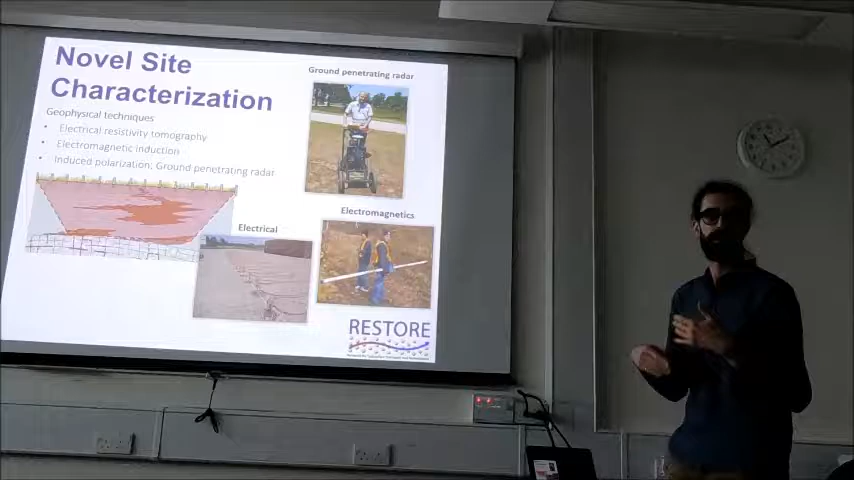 Novel Site
Characterization
Geophysical techniques
• Electrical resistivity tomography
• Electromagnetic induction
• Induced polarization; Ground penetrating radar
Ground penetrating radar
Electrical
Electromagnetics
RESTORE